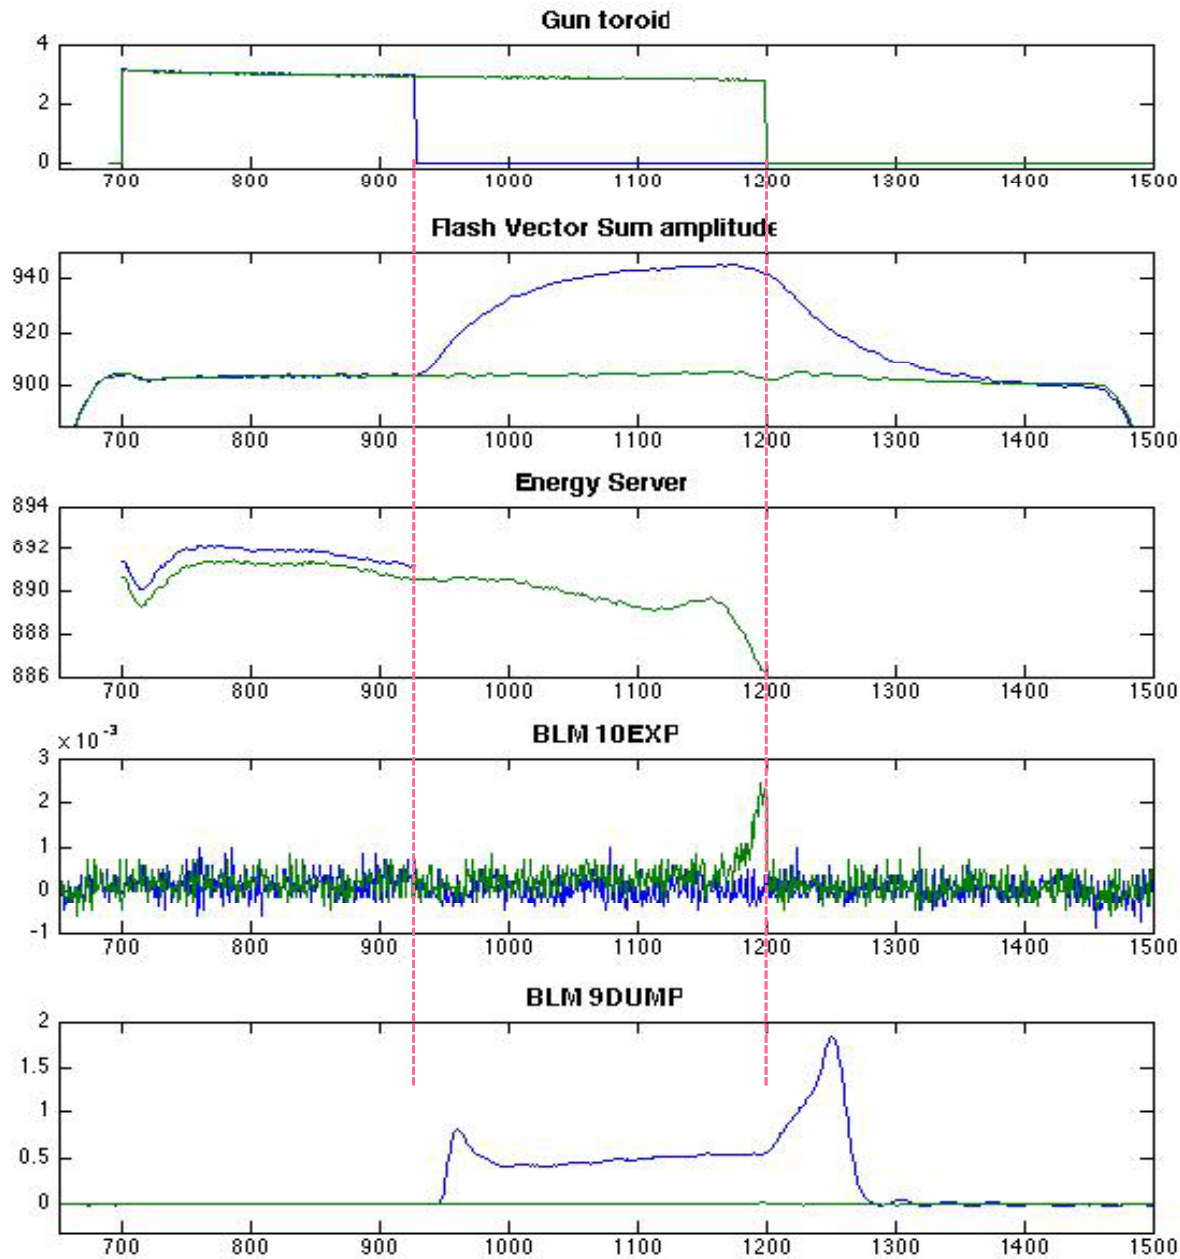 Gun toroid
4
2
0
700 800 900 1000 1100 1200 1300 1400 1500
Flash Vector Sum amplitude
940
920
900
700 800 900 1000 1100 1200 1300 1400 1500
Energy Server
894
892
890
888
886
700 800 900 1000 1100 1200 1300 1400 1500
BLM 10EXP
× 10⁻³
3
2
1
0
-1
700 800 900 1000 1100 1200 1300 1400 1500
BLM 9DUMP
2
1.5
1
0.5
0
700 800 900 1000 1100 1200 1300 1400 1500